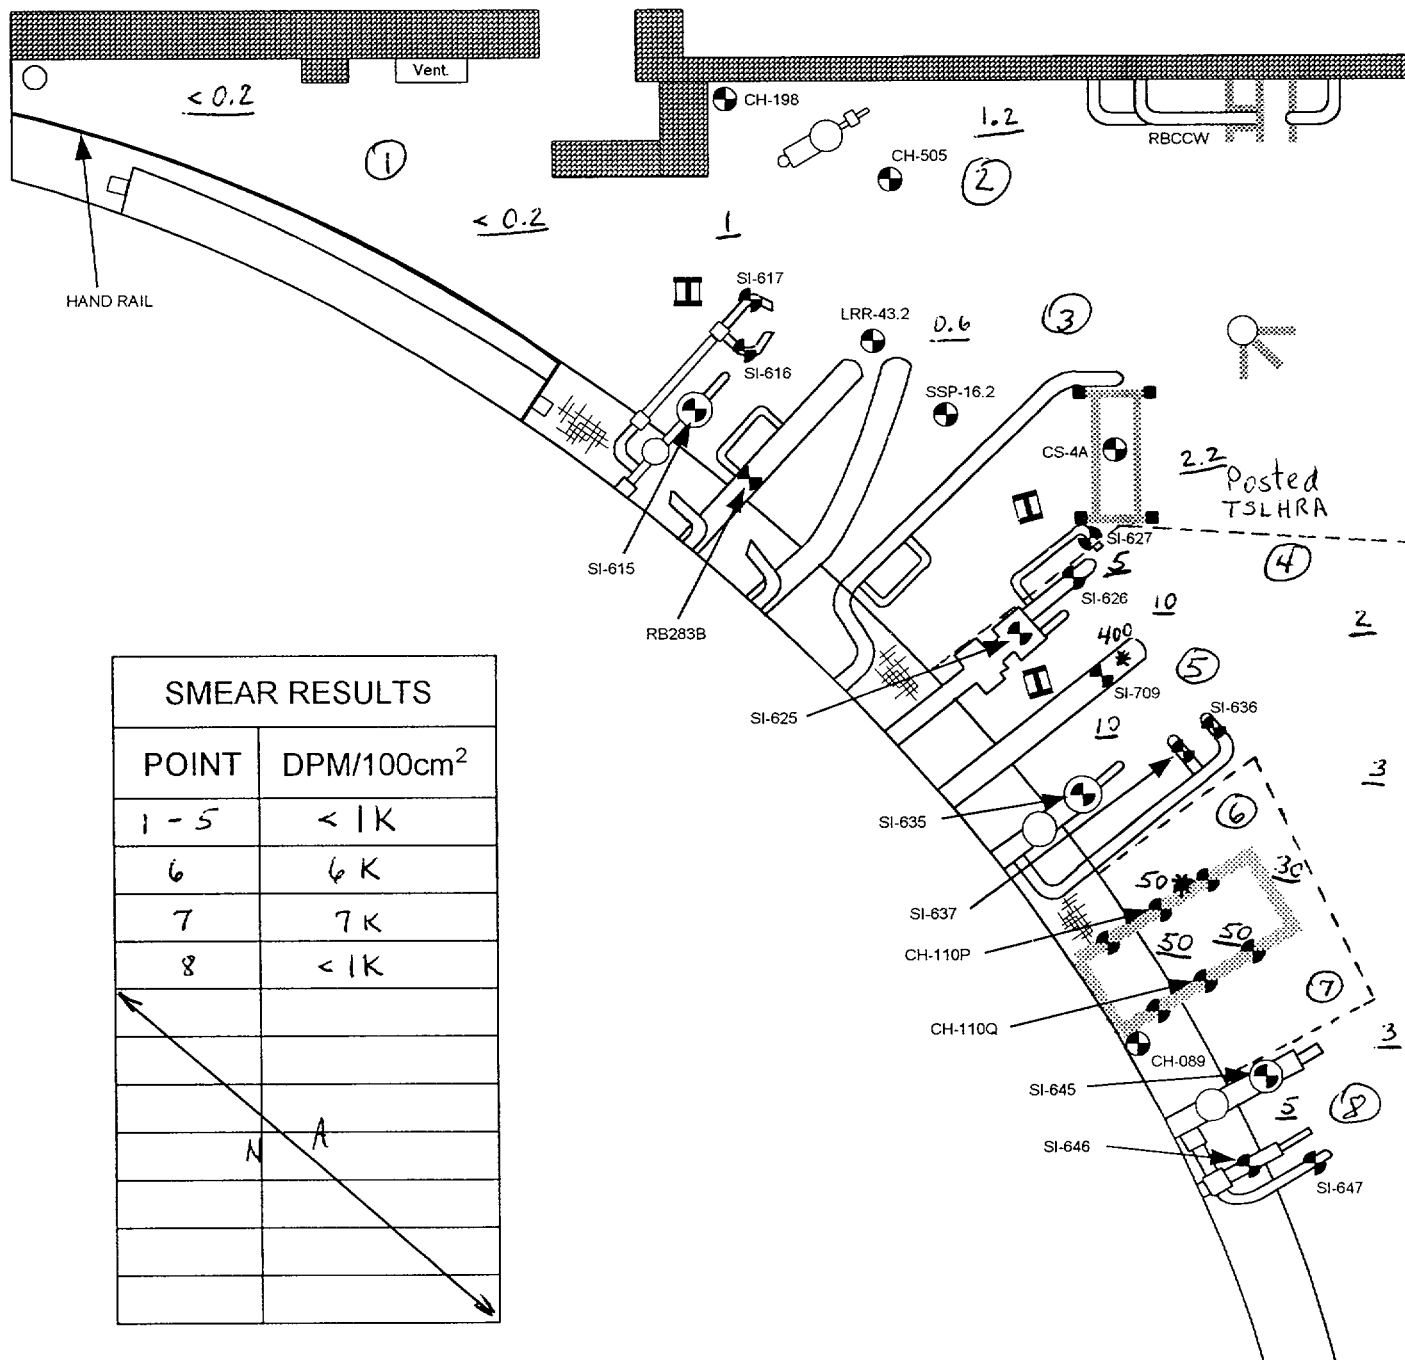 Vent.
< 0.2
CH-198
1.2
RBCCW
1
CH-505
2
< 0.2
1
HAND RAIL
SI-617
LRR-43.2
0.6
3
SI-616
SSP-16.2
CS-4A
2.2
Posted
TSLHRA
SI-627
4
SI-615
5
SI-626
10
2
RB283B
400
*
5
SI-709
SI-625
SI-636
10
3
SI-635
6
30
50 *
SI-637
CH-110P
50
50
7
CH-110Q
3
CH-089
SI-645
5
8
SI-646
SI-647
SMEAR RESULTS
POINT DPM/100cm²
1 - 5 < 1K
6 6 K
7 7 K
8 < 1K
N A